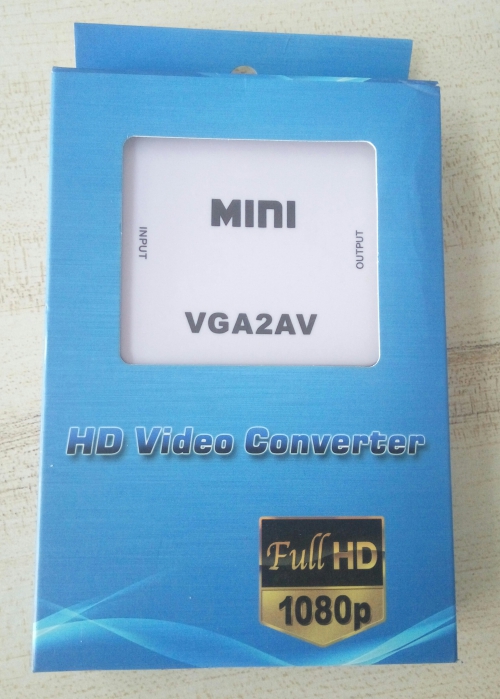 MINI
INPUT
OUTPUT
VGA2AV
HD Video Converter
Full HD
1080p